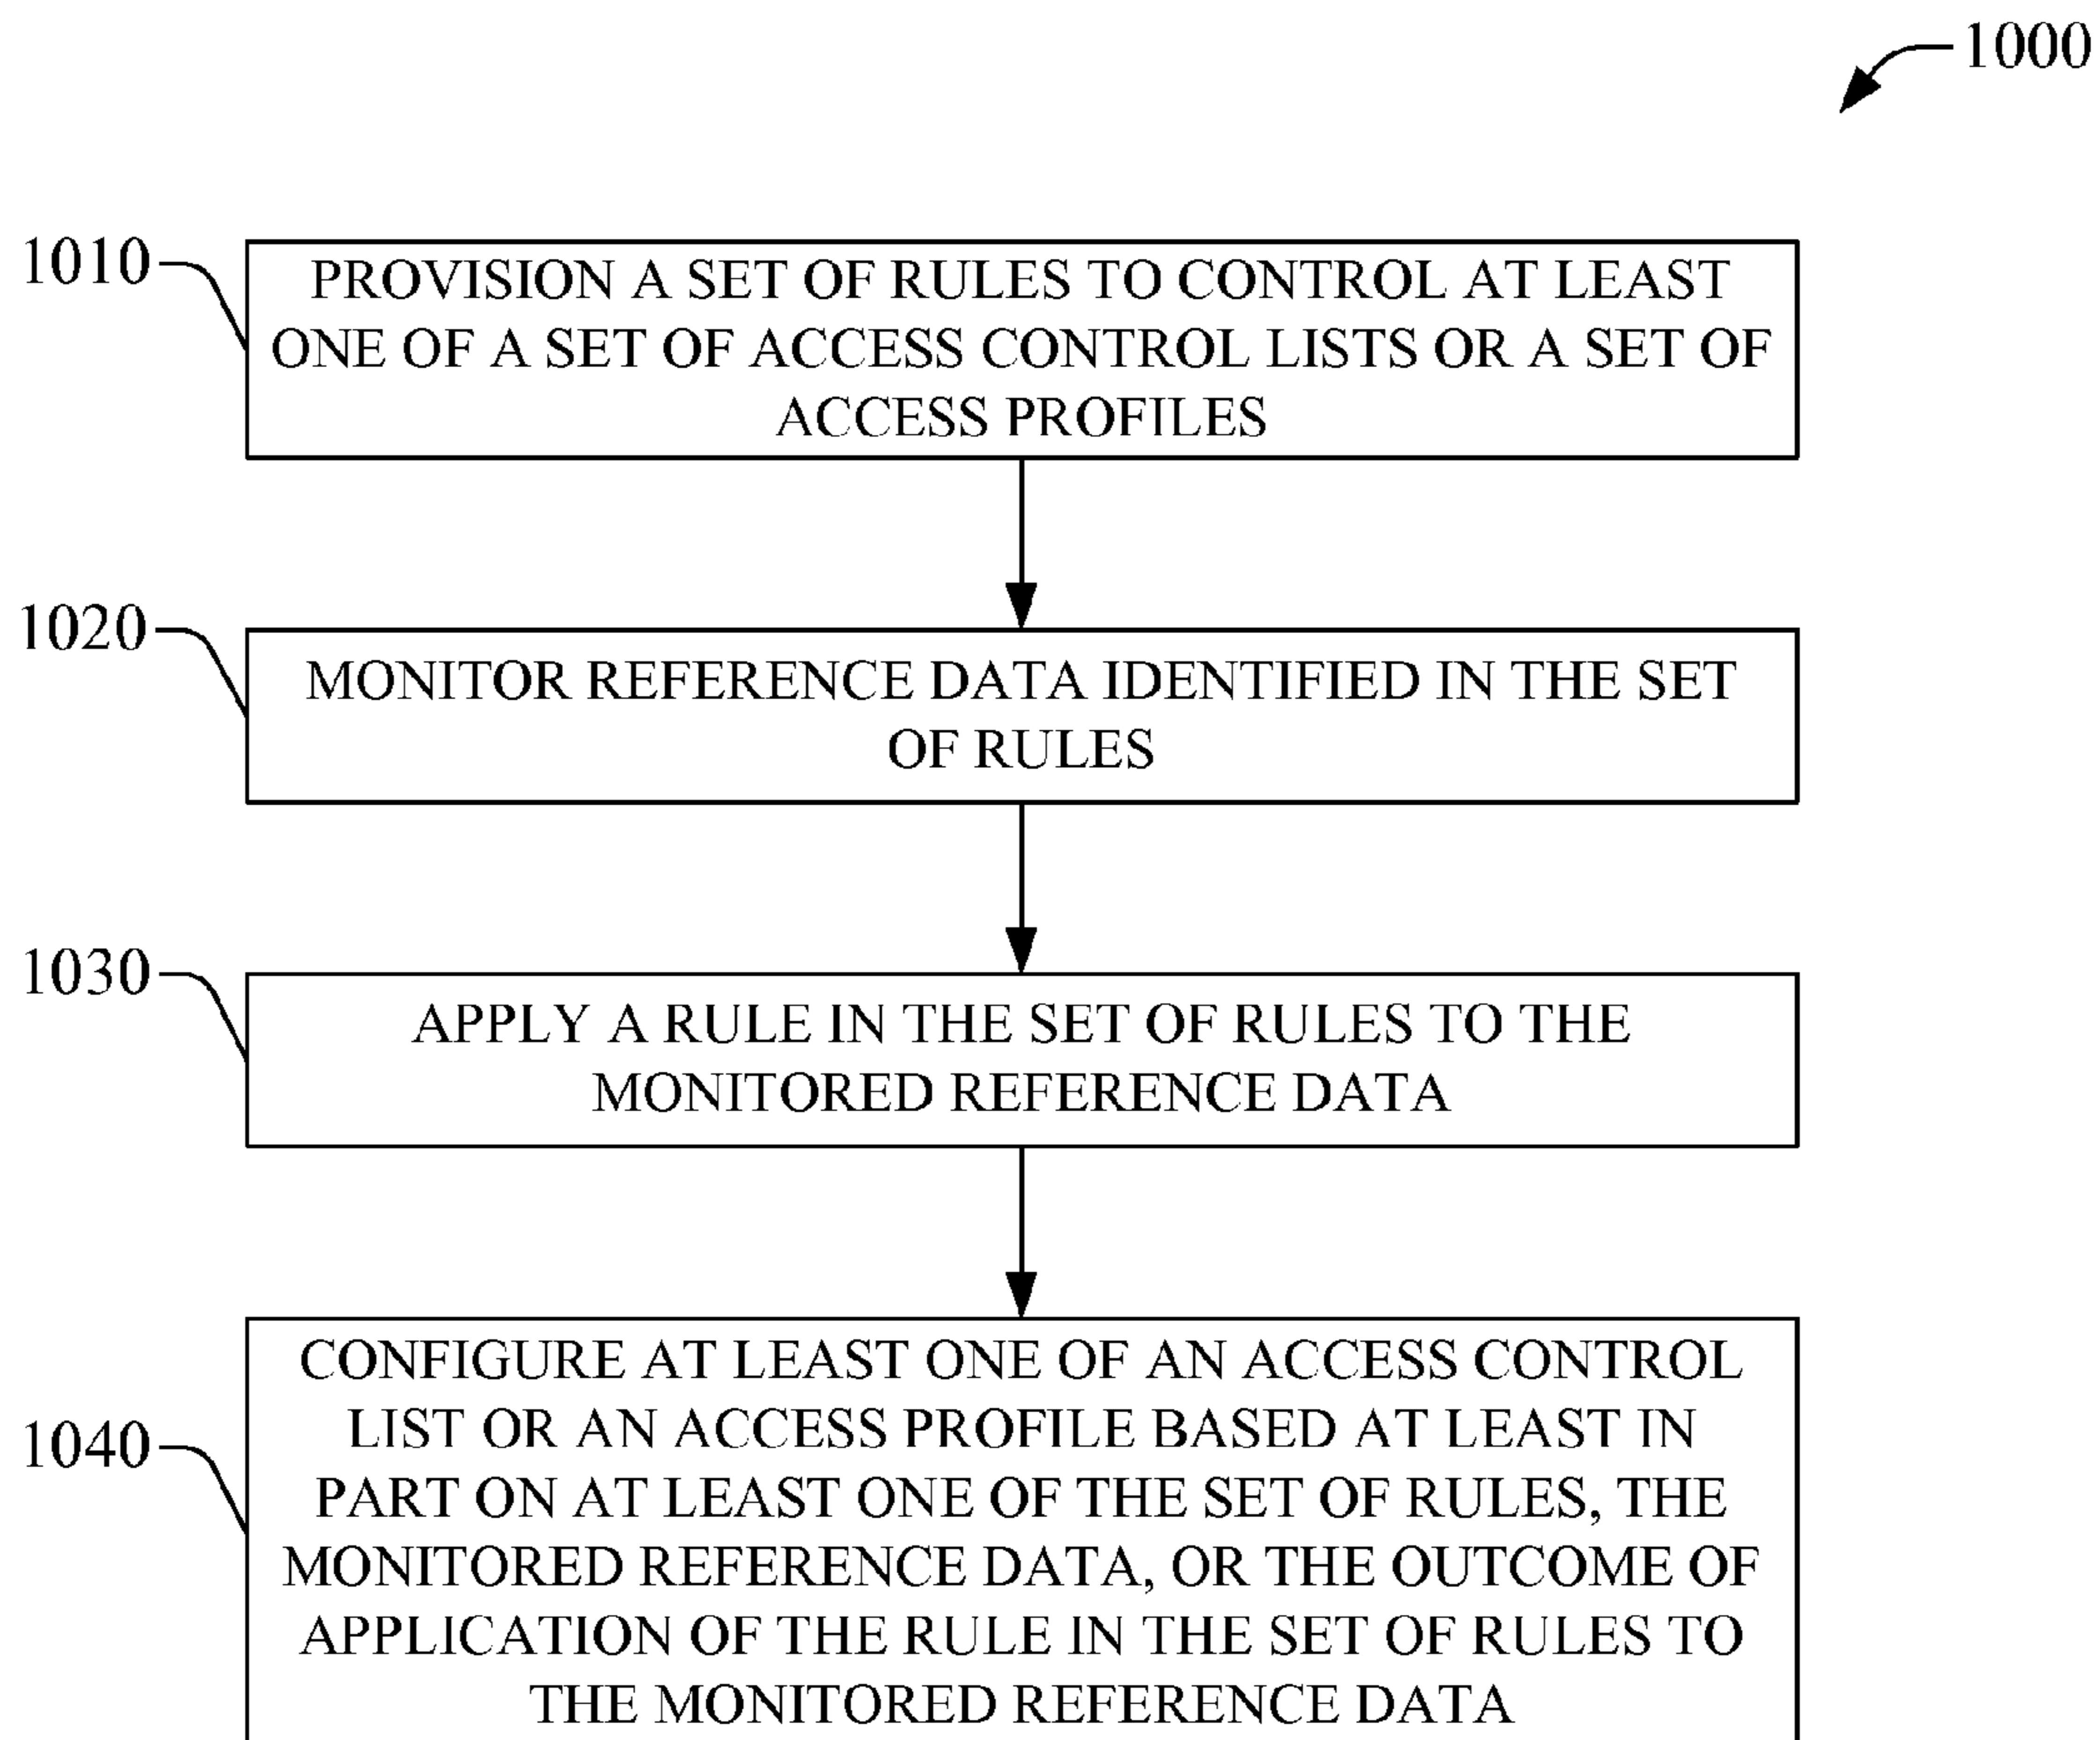 1000
1010
PROVISION A SET OF RULES TO CONTROL AT LEAST
ONE OF A SET OF ACCESS CONTROL LISTS OR A SET OF
ACCESS PROFILES
1020
MONITOR REFERENCE DATA IDENTIFIED IN THE SET
OF RULES
1030
APPLY A RULE IN THE SET OF RULES TO THE
MONITORED REFERENCE DATA
1040
CONFIGURE AT LEAST ONE OF AN ACCESS CONTROL
LIST OR AN ACCESS PROFILE BASED AT LEAST IN
PART ON AT LEAST ONE OF THE SET OF RULES, THE
MONITORED REFERENCE DATA, OR THE OUTCOME OF
APPLICATION OF THE RULE IN THE SET OF RULES TO
THE MONITORED REFERENCE DATA